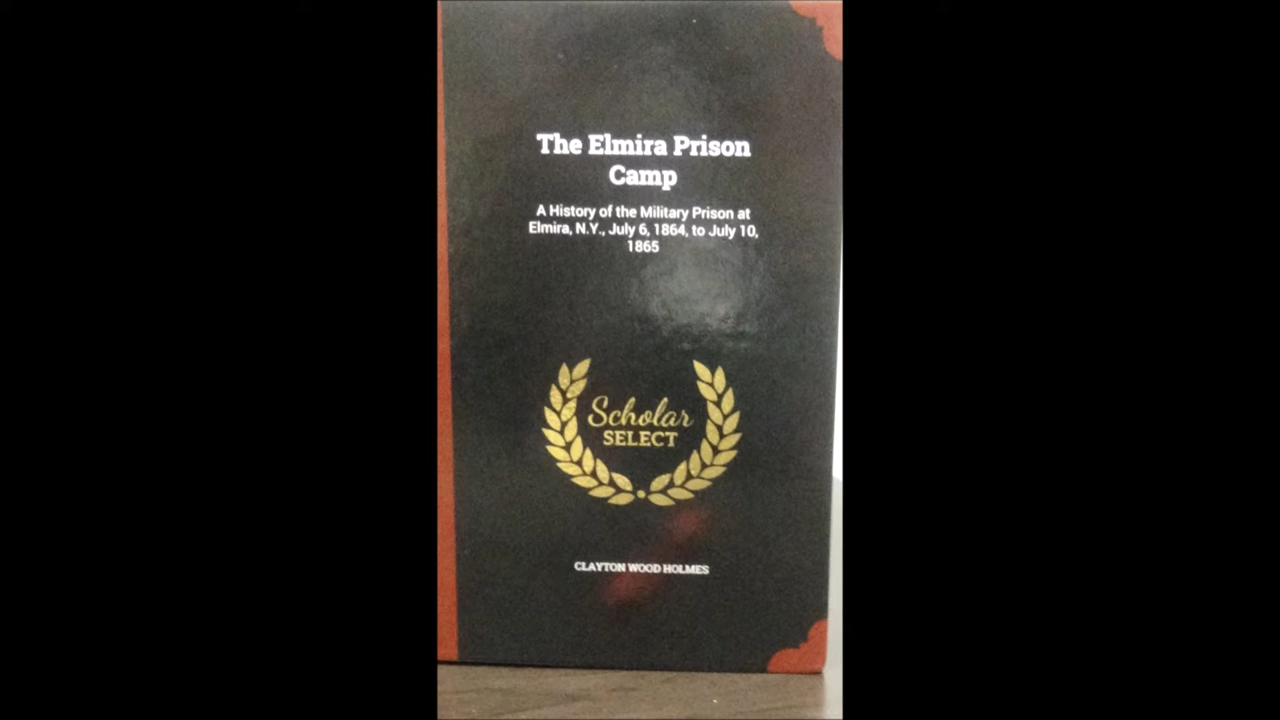 The Elmira Prison
Camp
A History of the Military Prison at
Elmira, N.Y., July 6, 1864, to July 10,
1865
Scholar
SELECT
CLAYTON WOOD HOLMES